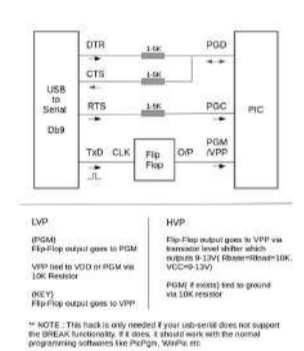 DTR
1-5K
PGD
CTS
1-5K
USB
to
Serial
Db9
RTS
1-5K
PGC
PIC
TxD
CLK
Flip
Flop
O/P
PGM
/VPP
LVP
(PGM)
Flip-Flop output goes to PGM
VPP tied to VDD or PGM via
10K Resistor
(KEY)
Flip-Flop output goes to VPP
HVP
Flip-Flop output goes to VPP via
transistor level shifter which
outputs 9-13V( Rbase=Rload=10K,
VCC=9-13V)
PGM( if exists) tied to ground
via 10K resistor
** NOTE : This hack is only needed if your usb-serial does not support
the BREAK functionality. If it does, it should work with the normal
programming softwares like PicPgm, WinPic etc